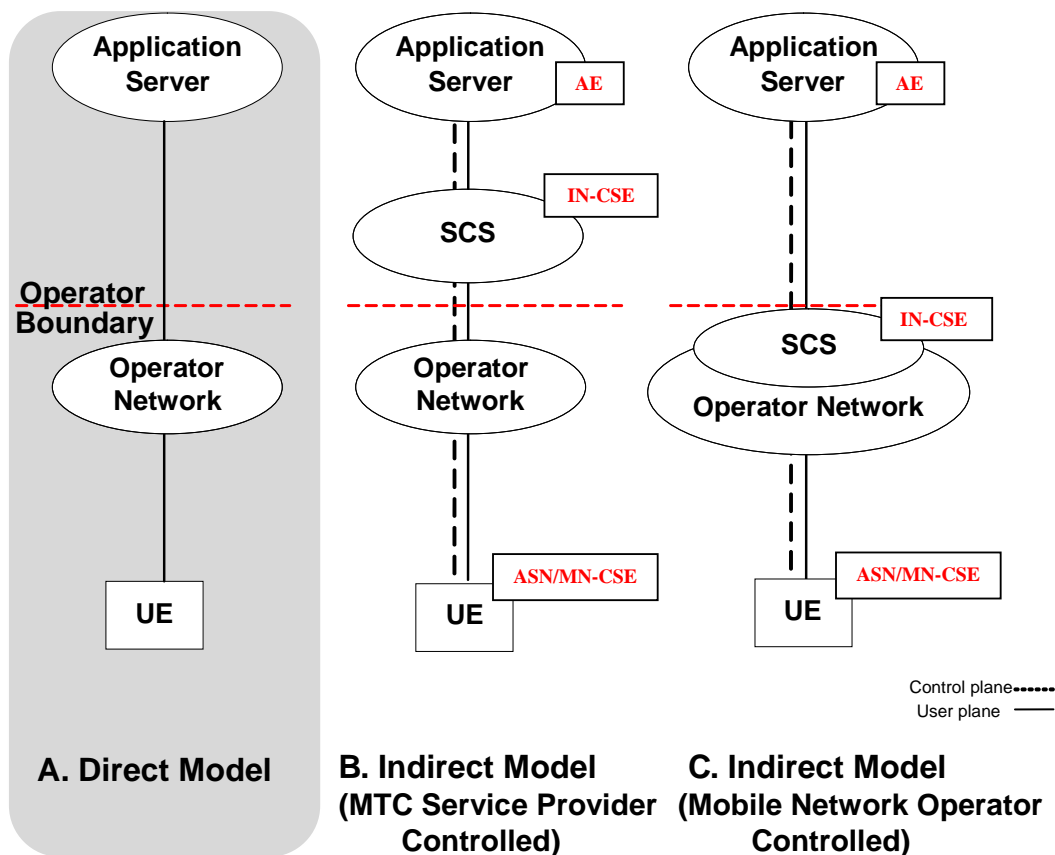 Application
Server
Operator
Boundary
Operator
Network
UE
A. Direct Model
Application
Server
AE
IN-CSE
SCS
Operator
Network
ASN/MN-CSE
UE
B. Indirect Model
(MTC Service Provider
Controlled)
Application
Server
AE
IN-CSE
SCS
Operator Network
ASN/MN-CSE
UE
Control plane
User plane
C. Indirect Model
(Mobile Network Operator
Controlled)